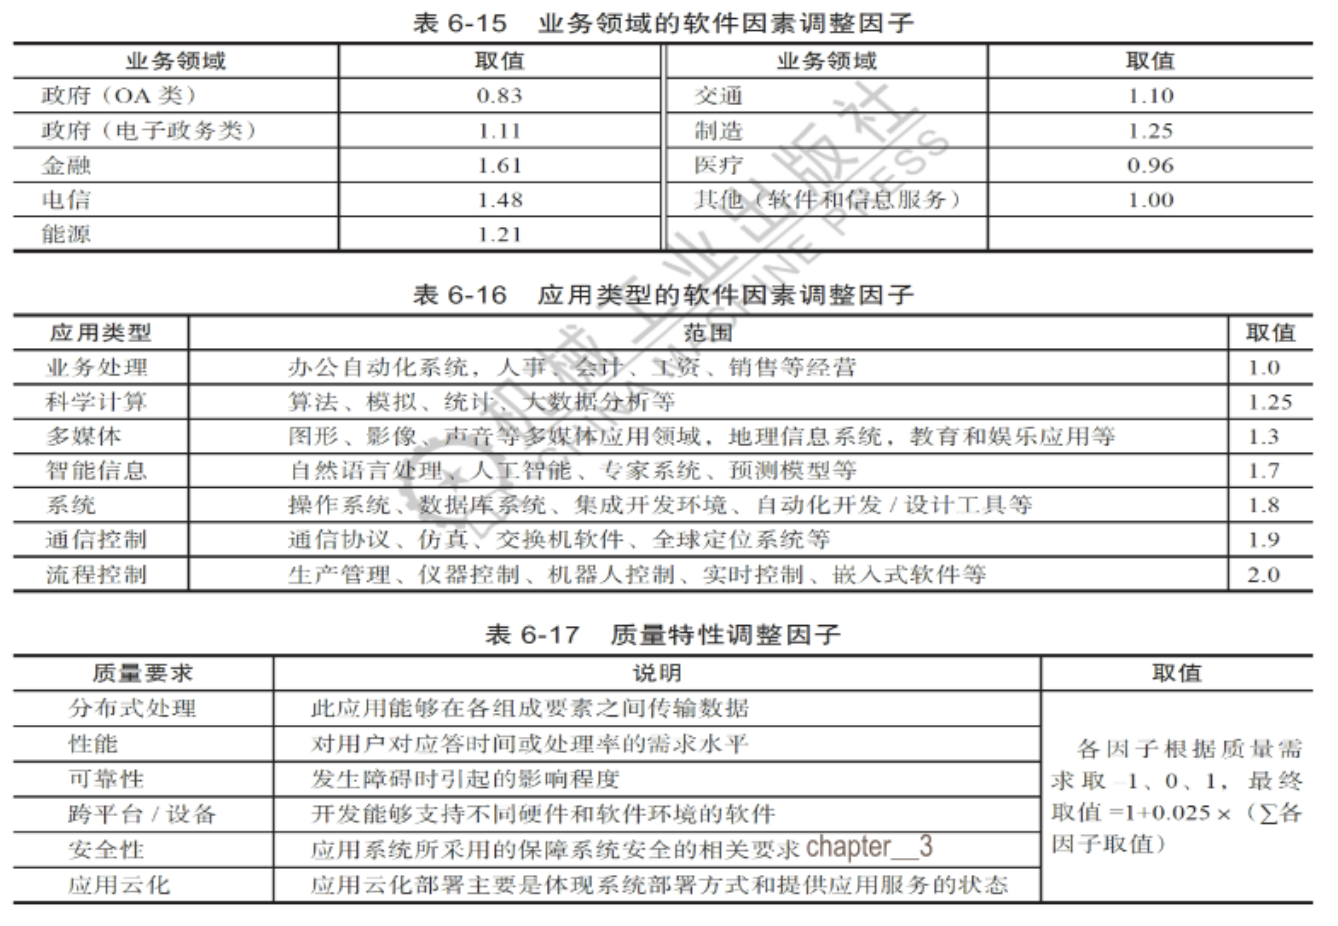 表 6-15 业务领域的软件因素调整因子
业务领域 取值 业务领域 取值
政府（OA 类） 0.83 交通 1.10
政府（电子政务类） 1.11 制造 1.25
金融 1.61 医疗 0.96
电信 1.48 其他（软件和信息服务） 1.00
能源 1.21
表 6-16 应用类型的软件因素调整因子
应用类型 范围 取值
业务处理 办公自动化系统，人事、会计、工资、销售等经营 1.0
科学计算 算法、模拟、统计、大数据分析等 1.25
多媒体 图形、影像、声音等多媒体应用领域，地理信息系统，教育和娱乐应用等 1.3
智能信息 自然语言处理、人工智能、专家系统、预测模型等 1.7
系统 操作系统、数据库系统、集成开发环境、自动化开发 / 设计工具等 1.8
通信控制 通信协议、仿真、交换机软件、全球定位系统等 1.9
流程控制 生产管理、仪器控制、机器人控制、实时控制、嵌入式软件等 2.0
表 6-17 质量特性调整因子
质量要求 说明 取值
分布式处理 此应用能够在各组成要素之间传输数据
性能 对用户对应答时间或处理率的需求水平
可靠性 发生障碍时引起的影响程度
跨平台 / 设备 开发能够支持不同硬件和软件环境的软件
安全性 应用系统所采用的保障系统安全的相关要求 chapter__3
应用云化 应用云化部署主要是体现系统部署方式和提供应用服务的状态
各因子根据质量需
求取 -1、0、1，最终
取值 =1+0.025 ×（∑各
因子取值）
机械工业出版社
CHINA MACHINE PRESS